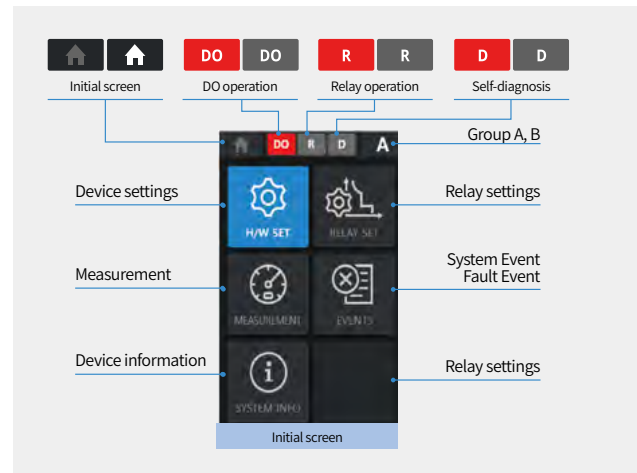 DO DO R R D D
Initial screen DO operation Relay operation Self-diagnosis
DO R D A
Group A, B
Device settings
H/W SET
RELAY SET
Relay settings
Measurement
MEASUREMENT
EVENTS
System Event
Fault Event
Device information
SYSTEM INFO
Relay settings
Initial screen